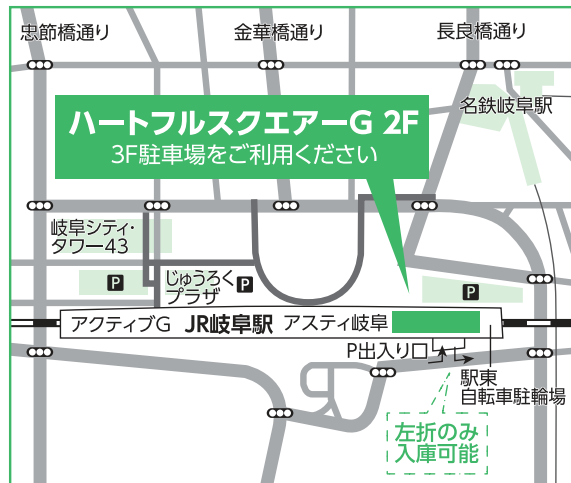 忠節橋通り
金華橋通り
長良橋通り
名鉄岐阜駅
ハートフルスクエアーG 2F
3F駐車場をご利用ください
岐阜シティ・
タワー43
P
じゅうろく
プラザ
P
P
アクティブG
JR岐阜駅
アスティ岐阜
P出入り口
駅東
自転車駐輪場
左折のみ
入庫可能